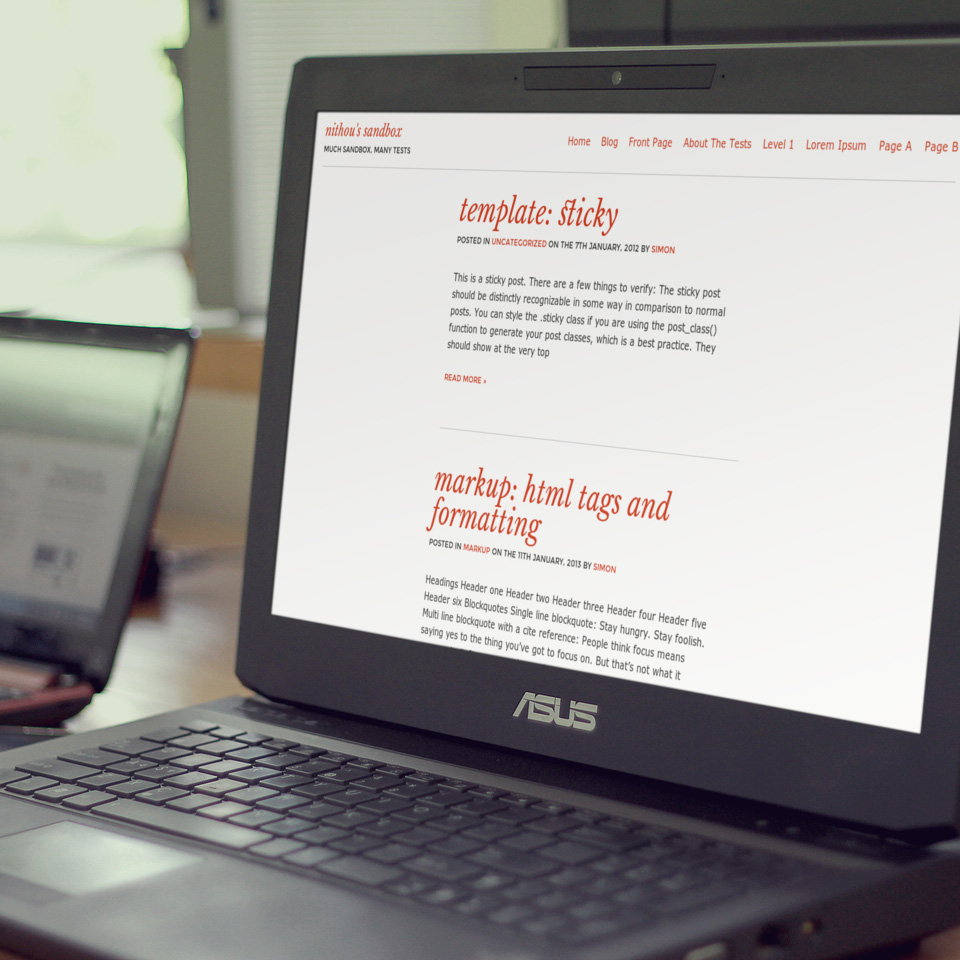 nithou's sandbox
MUCH SANDBOX, MANY TESTS
Home Blog Front Page About The Tests Level 1 Lorem Ipsum Page A Page B
template: sticky
POSTED IN UNCATEGORIZED ON THE 7TH JANUARY, 2012 BY SIMON
This is a sticky post. There are a few things to verify: The sticky post
should be distinctly recognizable in some way in comparison to normal
posts. You can style the .sticky class if you are using the post_class()
function to generate your post classes, which is a best practice. They
should show at the very top
READ MORE »
markup: html tags and
formatting
POSTED IN MARKUP ON THE 11TH JANUARY, 2013 BY SIMON
Headings Header one Header two Header three Header four Header five
Header six Blockquotes Single line blockquote: Stay hungry. Stay foolish.
Multi line blockquote with a cite reference: People think focus means
saying yes to the thing you've got to focus on. But that's not what it
ASUS